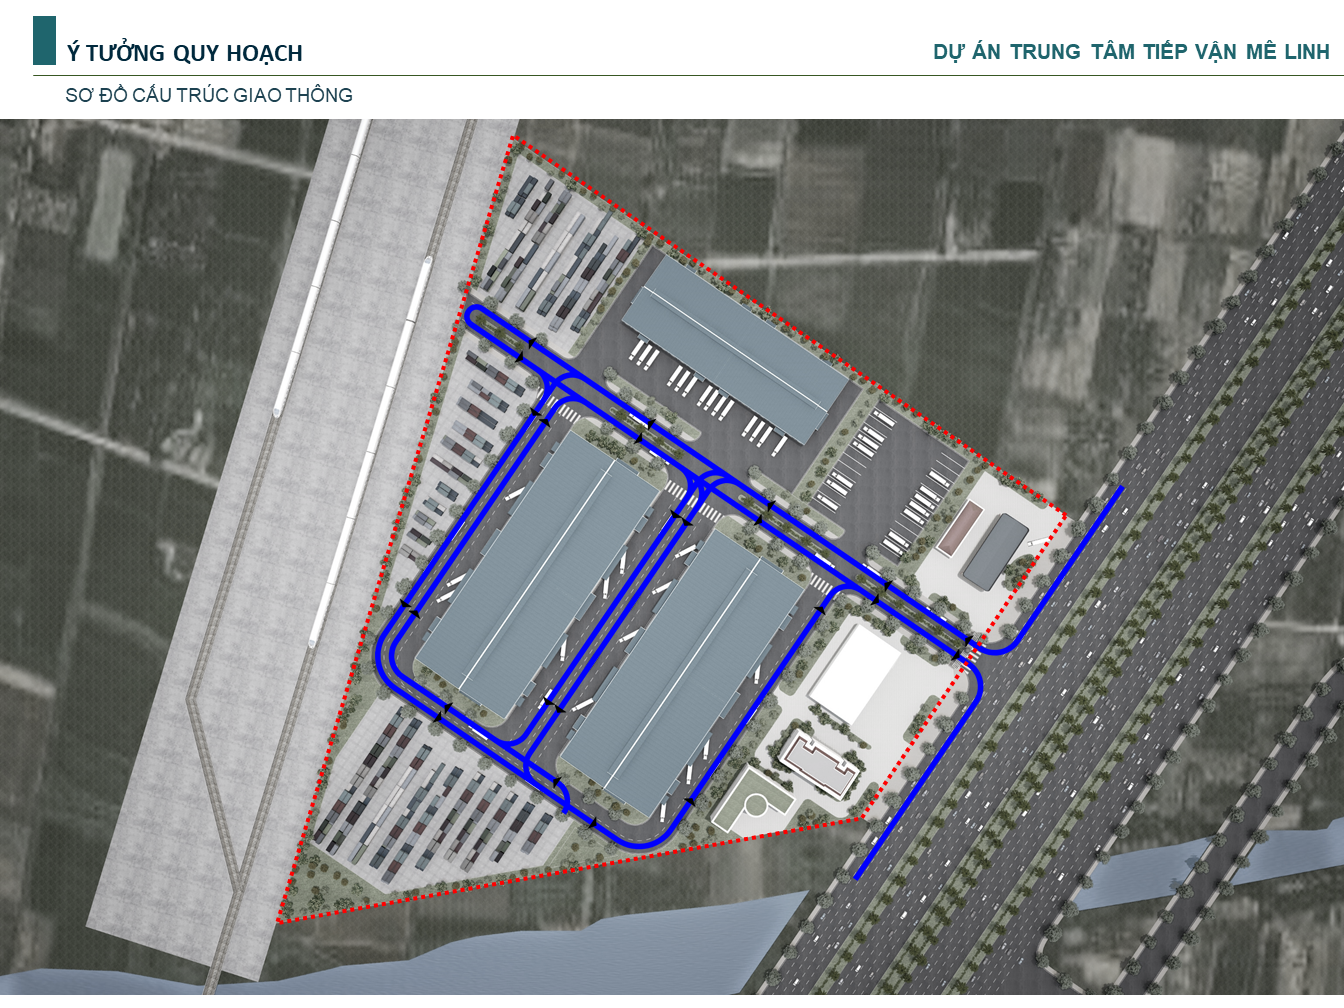 Ý TƯỞNG QUY HOẠCH
DỰ ÁN TRUNG TÂM TIẾP VẬN MÊ LINH
SƠ ĐỒ CẤU TRÚC GIAO THÔNG